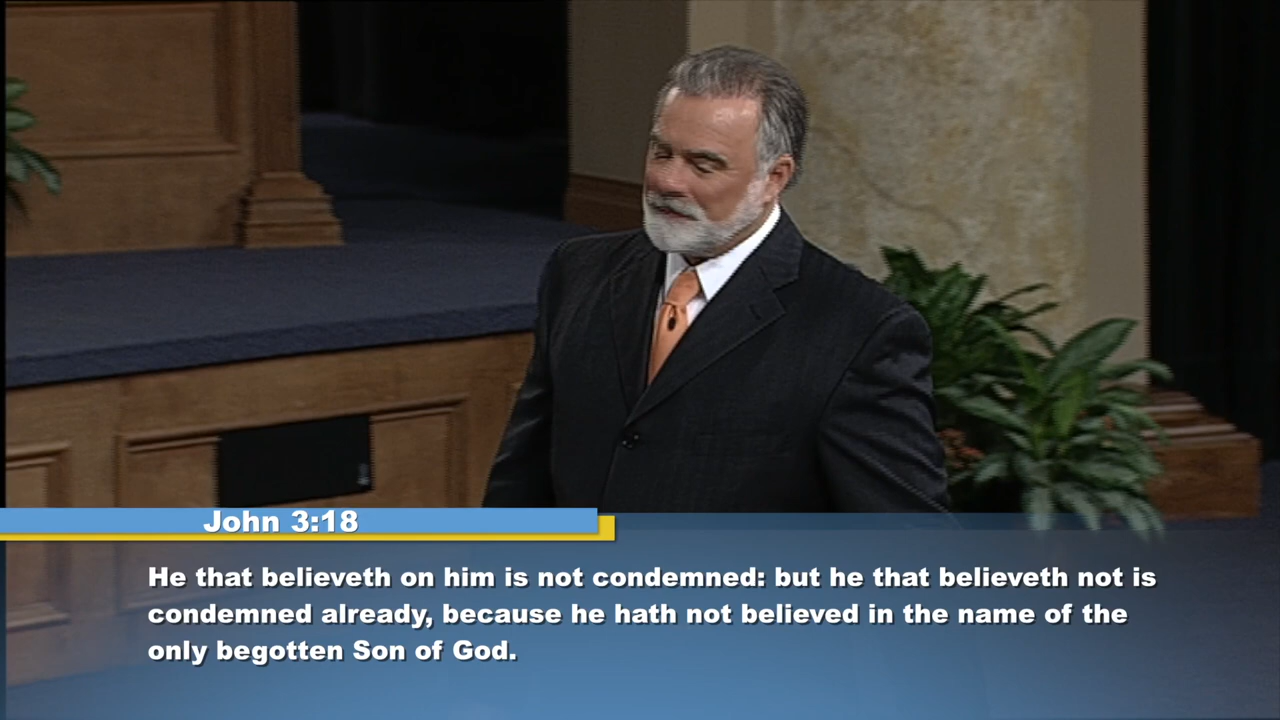 John 3:18
He that believeth on him is not condemned: but he that believeth not is
condemned already, because he hath not believed in the name of the
only begotten Son of God.